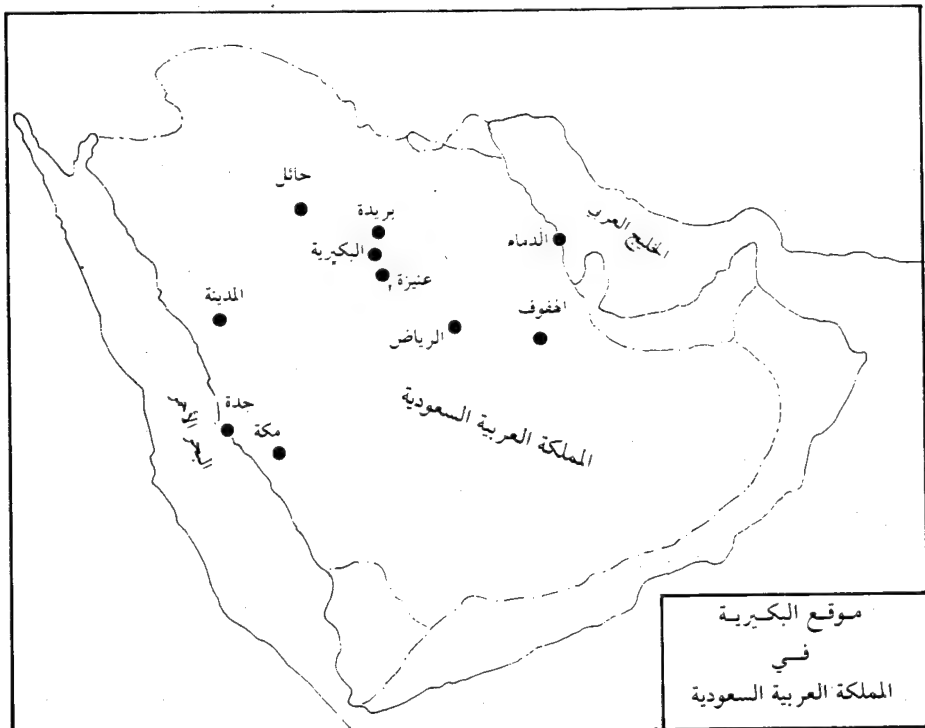 حائل
بريدة
البكيرية
عنيزة
المدينة
الرياض
الهفوف
الدمام
الخليج العربي
جدة
مكة
البحر الأحمر
المملكة العربية السعودية
موقع البكيرية
في
المملكة العربية السعودية